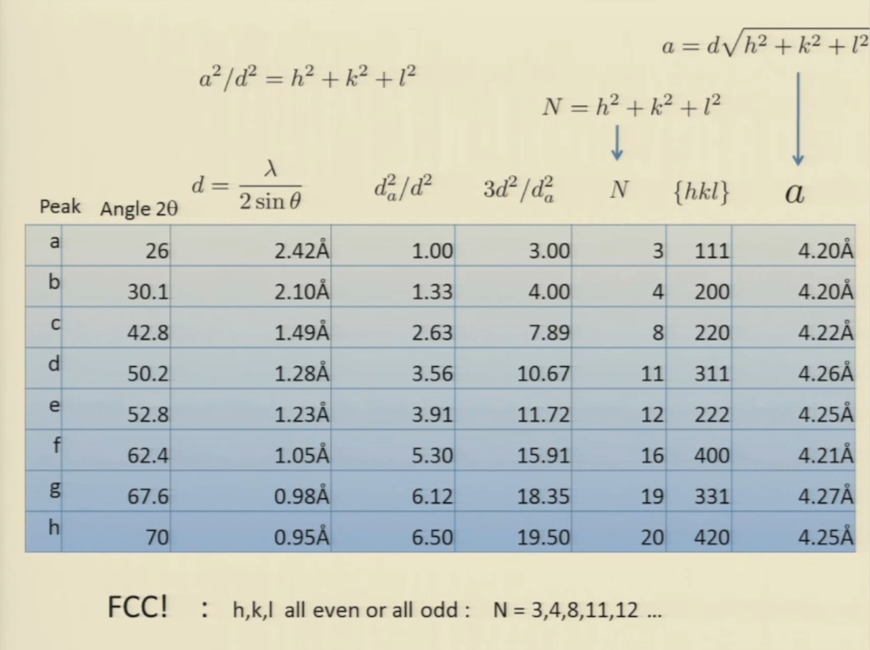 a = d√(h² + k² + l²)
a²/d² = h² + k² + l²
N = h² + k² + l²
Peak Angle 2θ d = λ / 2 sin θ d²ₐ/d² 3d²/d²ₐ N {hkl} a
a 26 2.42Å 1.00 3.00 3 111 4.20Å
b 30.1 2.10Å 1.33 4.00 4 200 4.20Å
c 42.8 1.49Å 2.63 7.89 8 220 4.22Å
d 50.2 1.28Å 3.56 10.67 11 311 4.26Å
e 52.8 1.23Å 3.91 11.72 12 222 4.25Å
f 62.4 1.05Å 5.30 15.91 16 400 4.21Å
g 67.6 0.98Å 6.12 18.35 19 331 4.27Å
h 70 0.95Å 6.50 19.50 20 420 4.25Å
FCC! : h,k,l all even or all odd : N = 3,4,8,11,12 ...